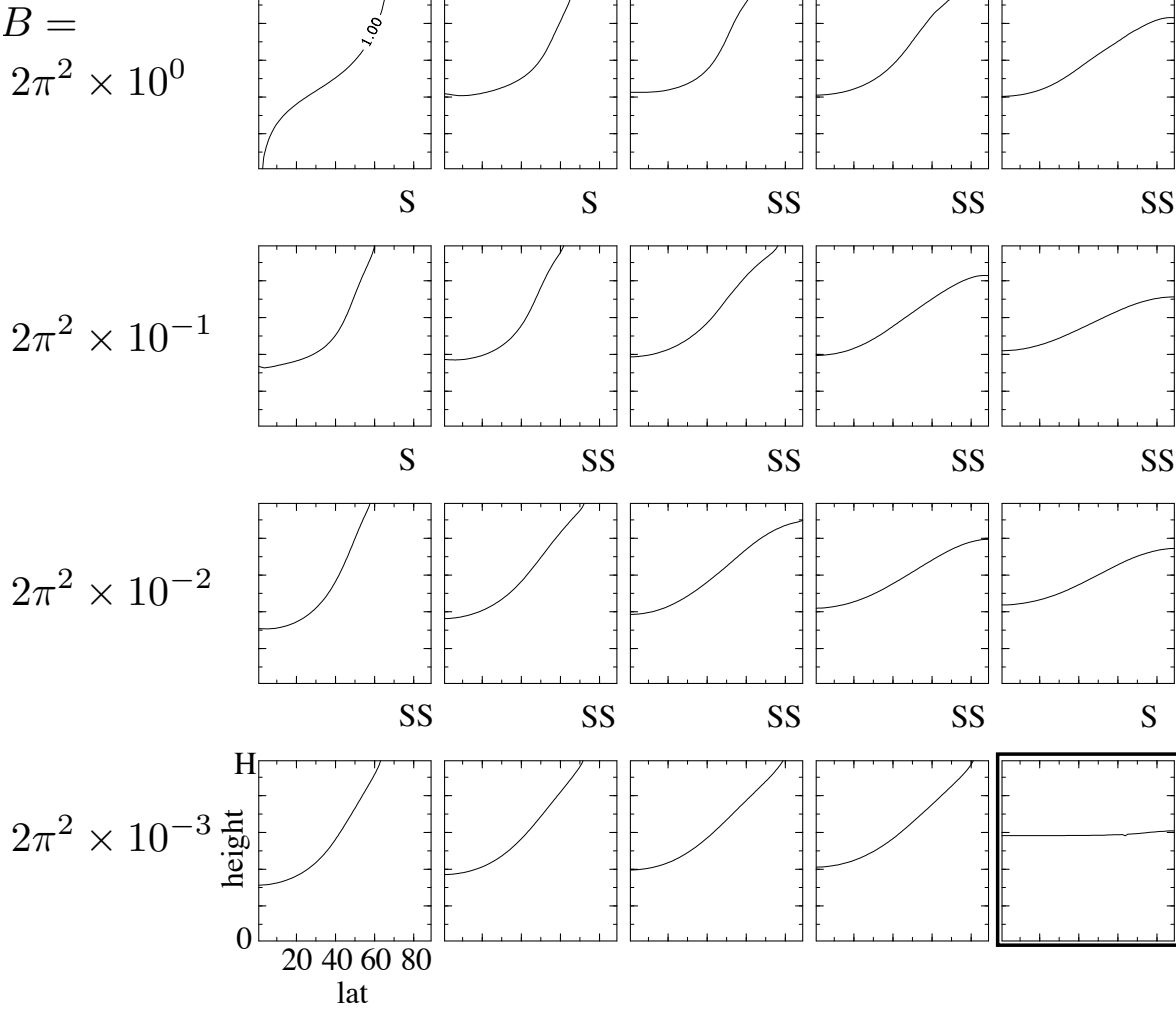 B =
2π² × 10⁰
1.00
S S SS SS SS
2π² × 10⁻¹
S SS SS SS SS
2π² × 10⁻²
SS SS SS SS S
2π² × 10⁻³
H
height
0
20 40 60 80
lat